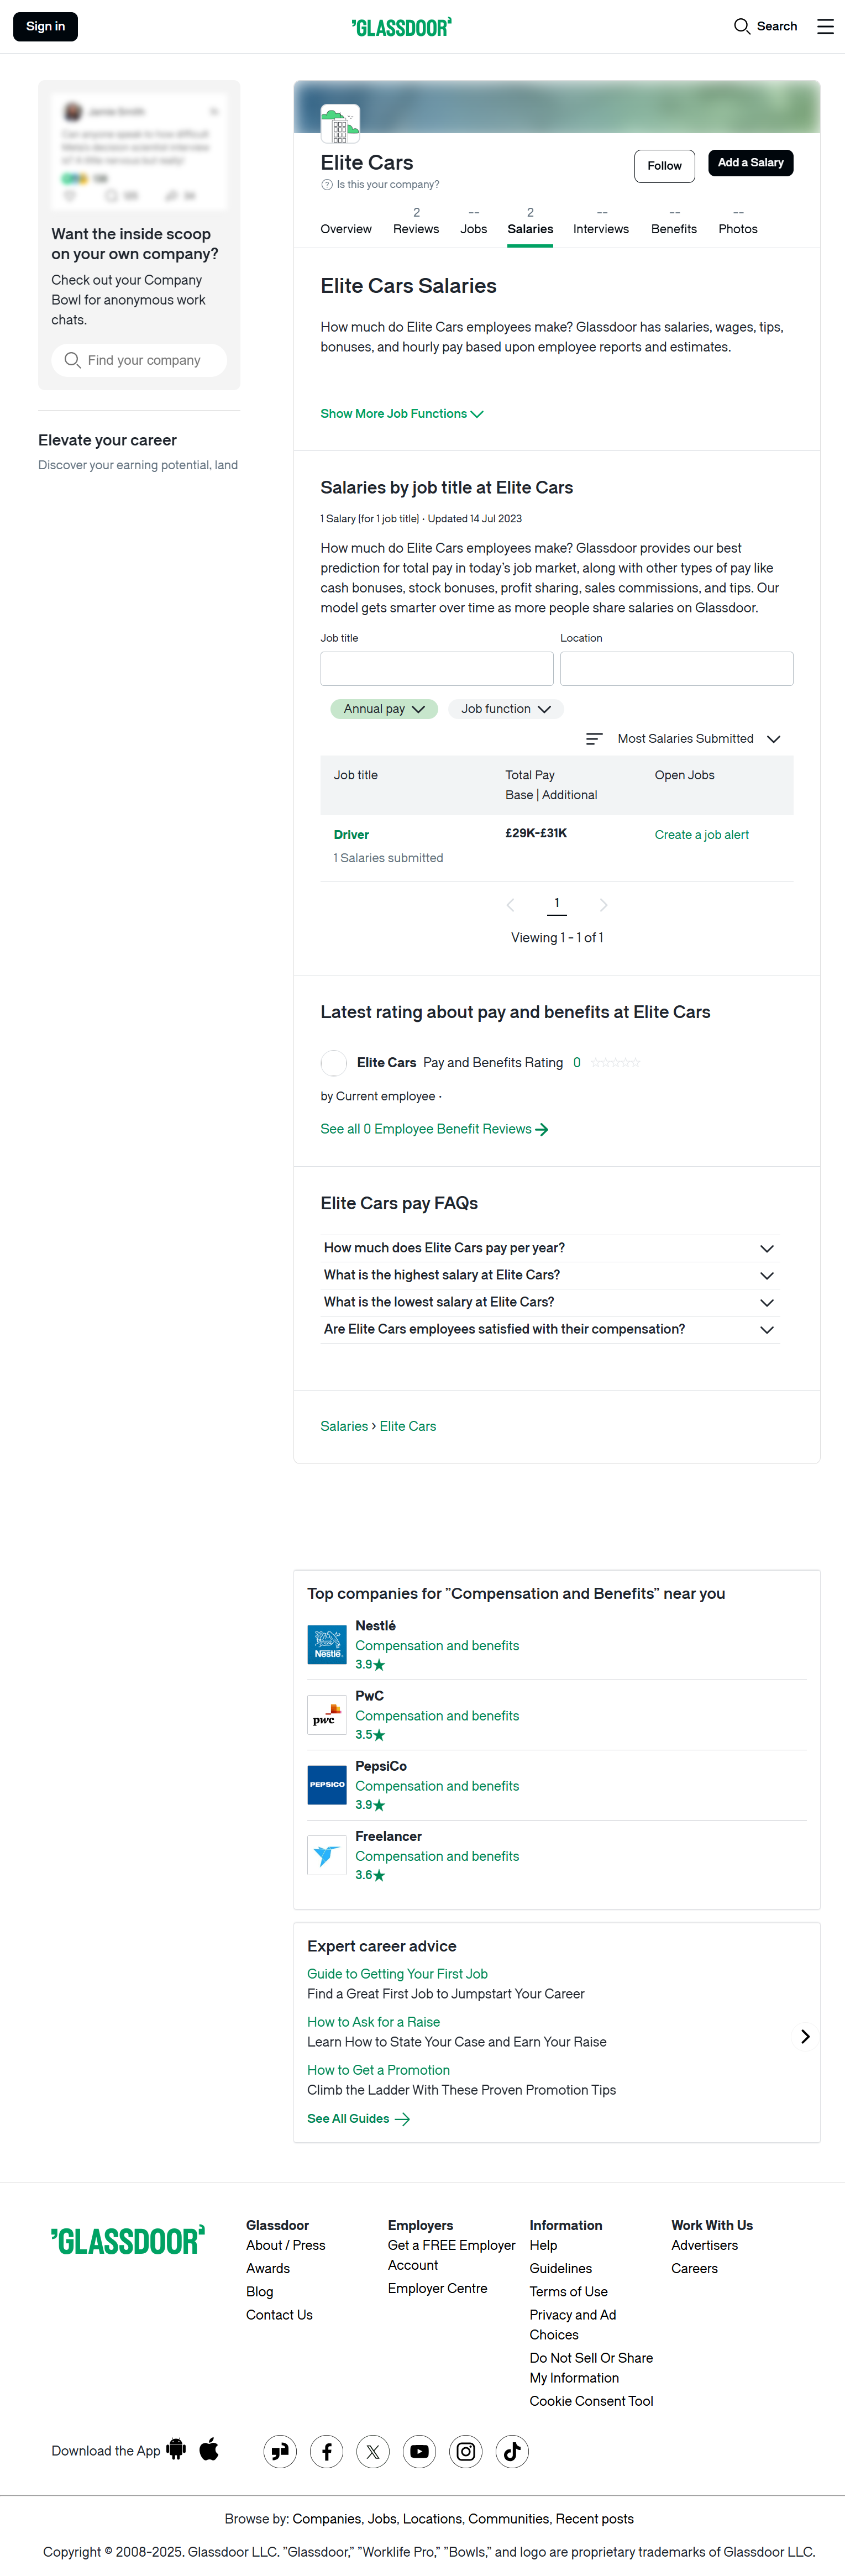 Sign in
GLASSDOOR
Search
Want the inside scoop
on your own company?
Check out your Company
Bowl for anonymous work
chats.
Find your company
Elevate your career
Discover your earning potential, land
Elite Cars
Is this your company?
Follow
Add a Salary
Overview
2
Reviews
--
Jobs
2
Salaries
--
Interviews
--
Benefits
--
Photos
Elite Cars Salaries
How much do Elite Cars employees make? Glassdoor has salaries, wages, tips,
bonuses, and hourly pay based upon employee reports and estimates.
Show More Job Functions
Salaries by job title at Elite Cars
1 Salary (for 1 job title) • Updated 14 Jul 2023
How much do Elite Cars employees make? Glassdoor provides our best
prediction for total pay in today's job market, along with other types of pay like
cash bonuses, stock bonuses, profit sharing, sales commissions, and tips. Our
model gets smarter over time as more people share salaries on Glassdoor.
Job title
Location
Annual pay
Job function
Most Salaries Submitted
Job title
Total Pay
Base | Additional
Open Jobs
Driver
1 Salaries submitted
£29K-£31K
Create a job alert
1
Viewing 1 - 1 of 1
Latest rating about pay and benefits at Elite Cars
Elite Cars Pay and Benefits Rating 0
by Current employee •
See all 0 Employee Benefit Reviews
Elite Cars pay FAQs
How much does Elite Cars pay per year?
What is the highest salary at Elite Cars?
What is the lowest salary at Elite Cars?
Are Elite Cars employees satisfied with their compensation?
Salaries › Elite Cars
Top companies for "Compensation and Benefits" near you
Nestlé
Nestlé
Compensation and benefits
3.9★
pwc
PwC
Compensation and benefits
3.5★
PEPSICO
PepsiCo
Compensation and benefits
3.9★
Freelancer
Compensation and benefits
3.6★
Expert career advice
Guide to Getting Your First Job
Find a Great First Job to Jumpstart Your Career
How to Ask for a Raise
Learn How to State Your Case and Earn Your Raise
How to Get a Promotion
Climb the Ladder With These Proven Promotion Tips
See All Guides
GLASSDOOR
Glassdoor
About / Press
Awards
Blog
Contact Us
Employers
Get a FREE Employer
Account
Employer Centre
Information
Help
Guidelines
Terms of Use
Privacy and Ad
Choices
Do Not Sell Or Share
My Information
Cookie Consent Tool
Work With Us
Advertisers
Careers
Download the App
Browse by: Companies, Jobs, Locations, Communities, Recent posts
Copyright © 2008-2025. Glassdoor LLC. "Glassdoor," "Worklife Pro," "Bowls," and logo are proprietary trademarks of Glassdoor LLC.